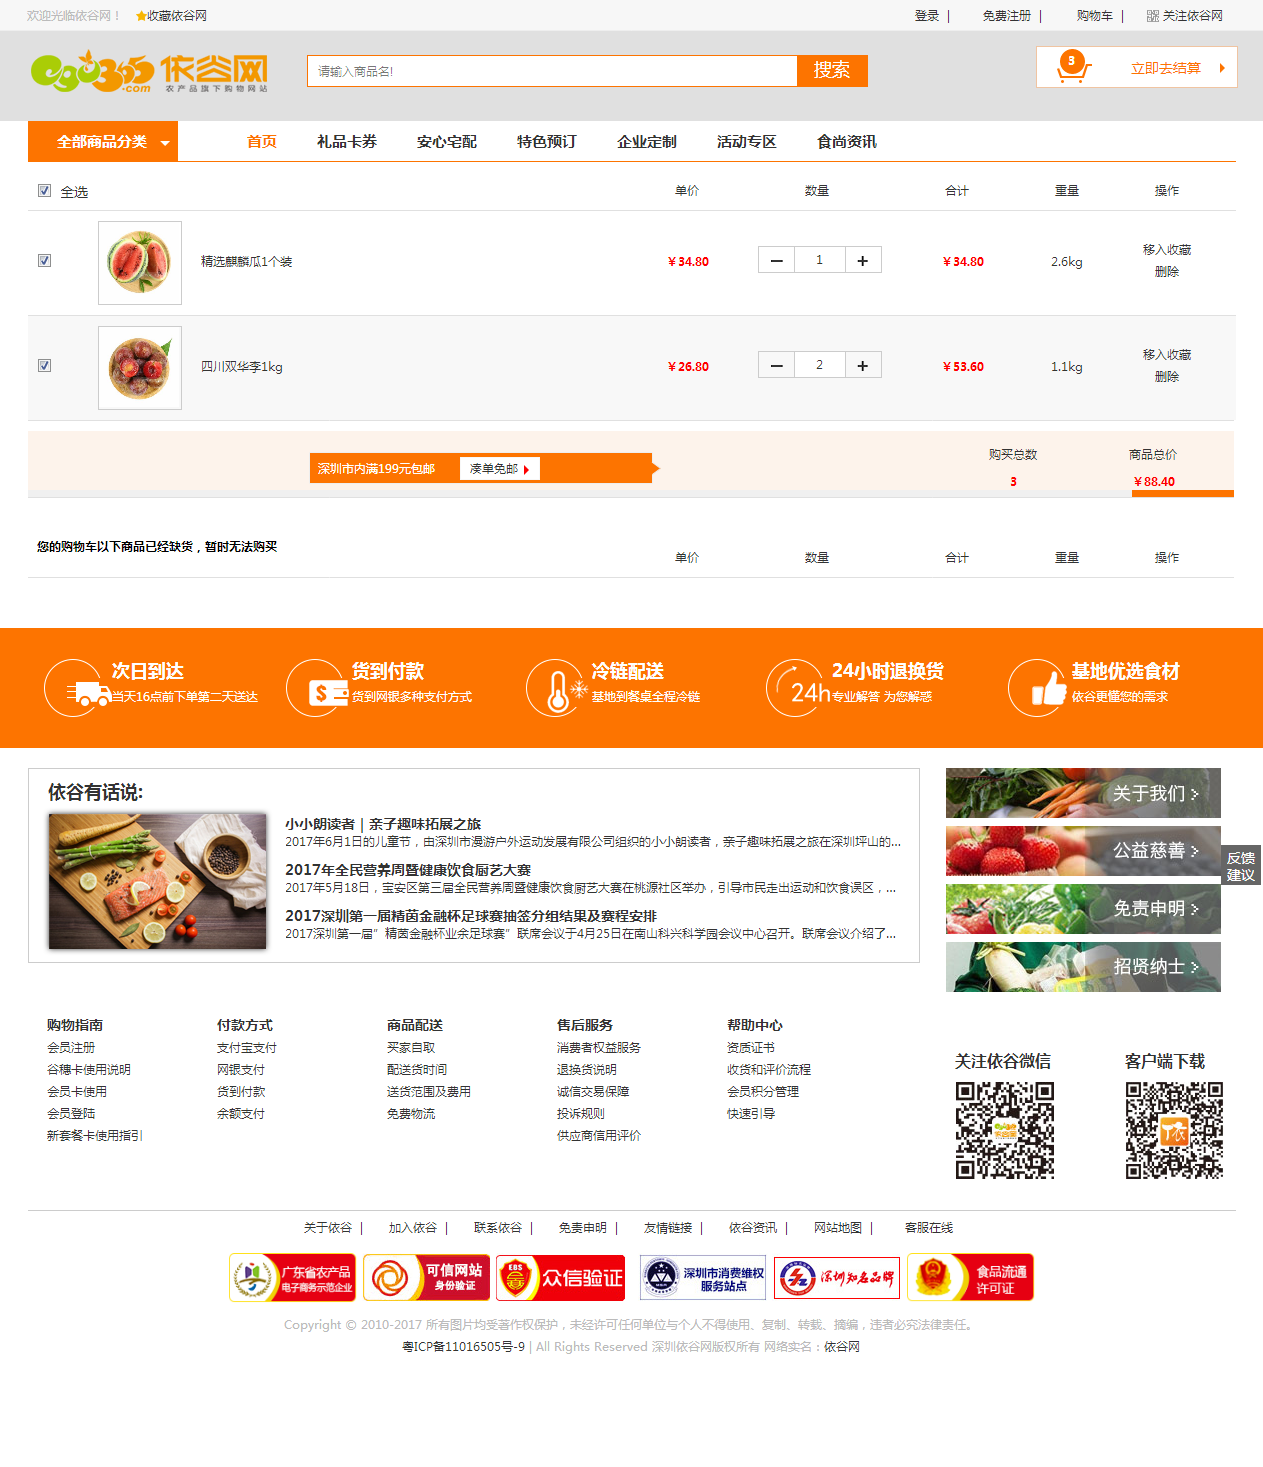 欢迎光临依谷网！ 收藏依谷网 登录 | 免费注册 | 购物车 | 关注依谷网
egu365.com 依谷网 农产品旗下购物网站
请输入商品名! 搜索
3 立即去结算
全部商品分类 首页 礼品卡券 安心宅配 特色预订 企业定制 活动专区 食尚资讯
全选 单价 数量 合计 重量 操作
精选麒麟瓜1个装 ￥34.80 1 ￥34.80 2.6kg 移入收藏
删除
四川双华李1kg ￥26.80 2 ￥53.60 1.1kg 移入收藏
删除
深圳市内满199元包邮 凑单免邮
购买总数 商品总价
3 ￥88.40
您的购物车以下商品已经缺货，暂时无法购买
单价 数量 合计 重量 操作
次日到达
当天16点前下单第二天送达
货到付款
货到网银多种支付方式
冷链配送
基地到餐桌全程冷链
24h
24小时退换货
专业解答 为您解惑
基地优选食材
依谷更懂您的需求
依谷有话说:
小小朗读者 | 亲子趣味拓展之旅
2017年6月1日的儿童节，由深圳市漫游户外运动发展有限公司组织的小小朗读者，亲子趣味拓展之旅在深圳坪山的...
2017年全民营养周暨健康饮食厨艺大赛
2017年5月18日，宝安区第三届全民营养周暨健康饮食厨艺大赛在桃源社区举办，引导市民走出运动和饮食误区，...
2017深圳第一届精茵金融杯足球赛抽签分组结果及赛程安排
2017深圳第一届”精茵金融杯业余足球赛”联席会议于4月25日在南山科兴科学园会议中心召开。联席会议介绍了...
关于我们
公益慈善
免责申明
招贤纳士
反馈
建议
购物指南 付款方式 商品配送 售后服务 帮助中心
会员注册 支付宝支付 买家自取 消费者权益服务 资质证书
谷穗卡使用说明 网银支付 配送货时间 退换货说明 收货和评价流程
会员卡使用 货到付款 送货范围及费用 诚信交易保障 会员积分管理
会员登陆 余额支付 免费物流 投诉规则 快速引导
新套餐卡使用指引 供应商信用评价
关注依谷微信 客户端下载
关于依谷 | 加入依谷 | 联系依谷 | 免责申明 | 友情链接 | 依谷资讯 | 网站地图 | 客服在线
广东省农产品
电子商务示范企业
可信网站
身份验证
EBS 众信验证
深圳市消费维权
服务站点
深圳知名品牌
食品流通
许可证
Copyright © 2010-2017 所有图片均受著作权保护，未经许可任何单位与个人不得使用、复制、转载、摘编，违者必究法律责任。
粤ICP备11016505号-9 | All Rights Reserved 深圳依谷网版权所有 网络实名：依谷网